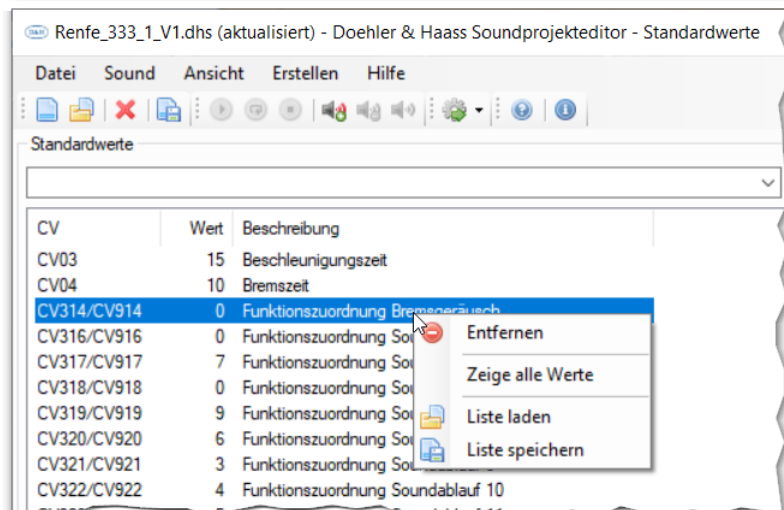 Renfe_333_1_V1.dhs (aktualisiert) - Doehler & Haass Soundprojekteditor - Standardwerte
Datei Sound Ansicht Erstellen Hilfe
Standardwerte
CV Wert Beschreibung
CV03 15 Beschleunigungszeit
CV04 10 Bremszeit
CV314/CV914 0 Funktionszuordnung Bremsgeräusch
CV316/CV916 0 Funktionszuordnung
CV317/CV917 7 Funktionszuordnung
CV318/CV918 0 Funktionszuordnung
CV319/CV919 9 Funktionszuordnung
CV320/CV920 6 Funktionszuordnung
CV321/CV921 3 Funktionszuordnung
CV322/CV922 4 Funktionszuordnung Soundablauf 10
Entfernen
Zeige alle Werte
Liste laden
Liste speichern